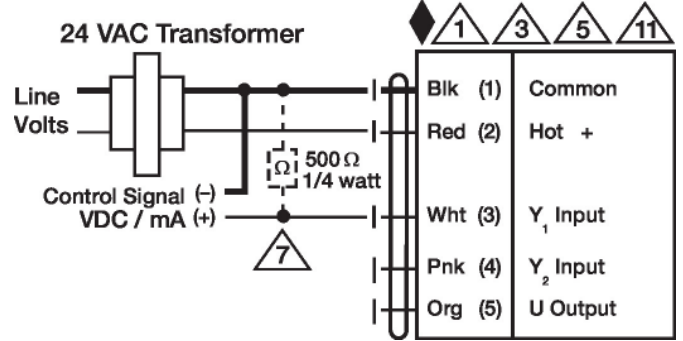 1 3 5 11
24 VAC Transformer
Line
Volts
Blk (1) Common
Red (2) Hot +
Ω 500 Ω
1/4 watt
Control Signal (–)
VDC / mA (+)
Wht (3) Y1 Input
7
Pnk (4) Y2 Input
Org (5) U Output